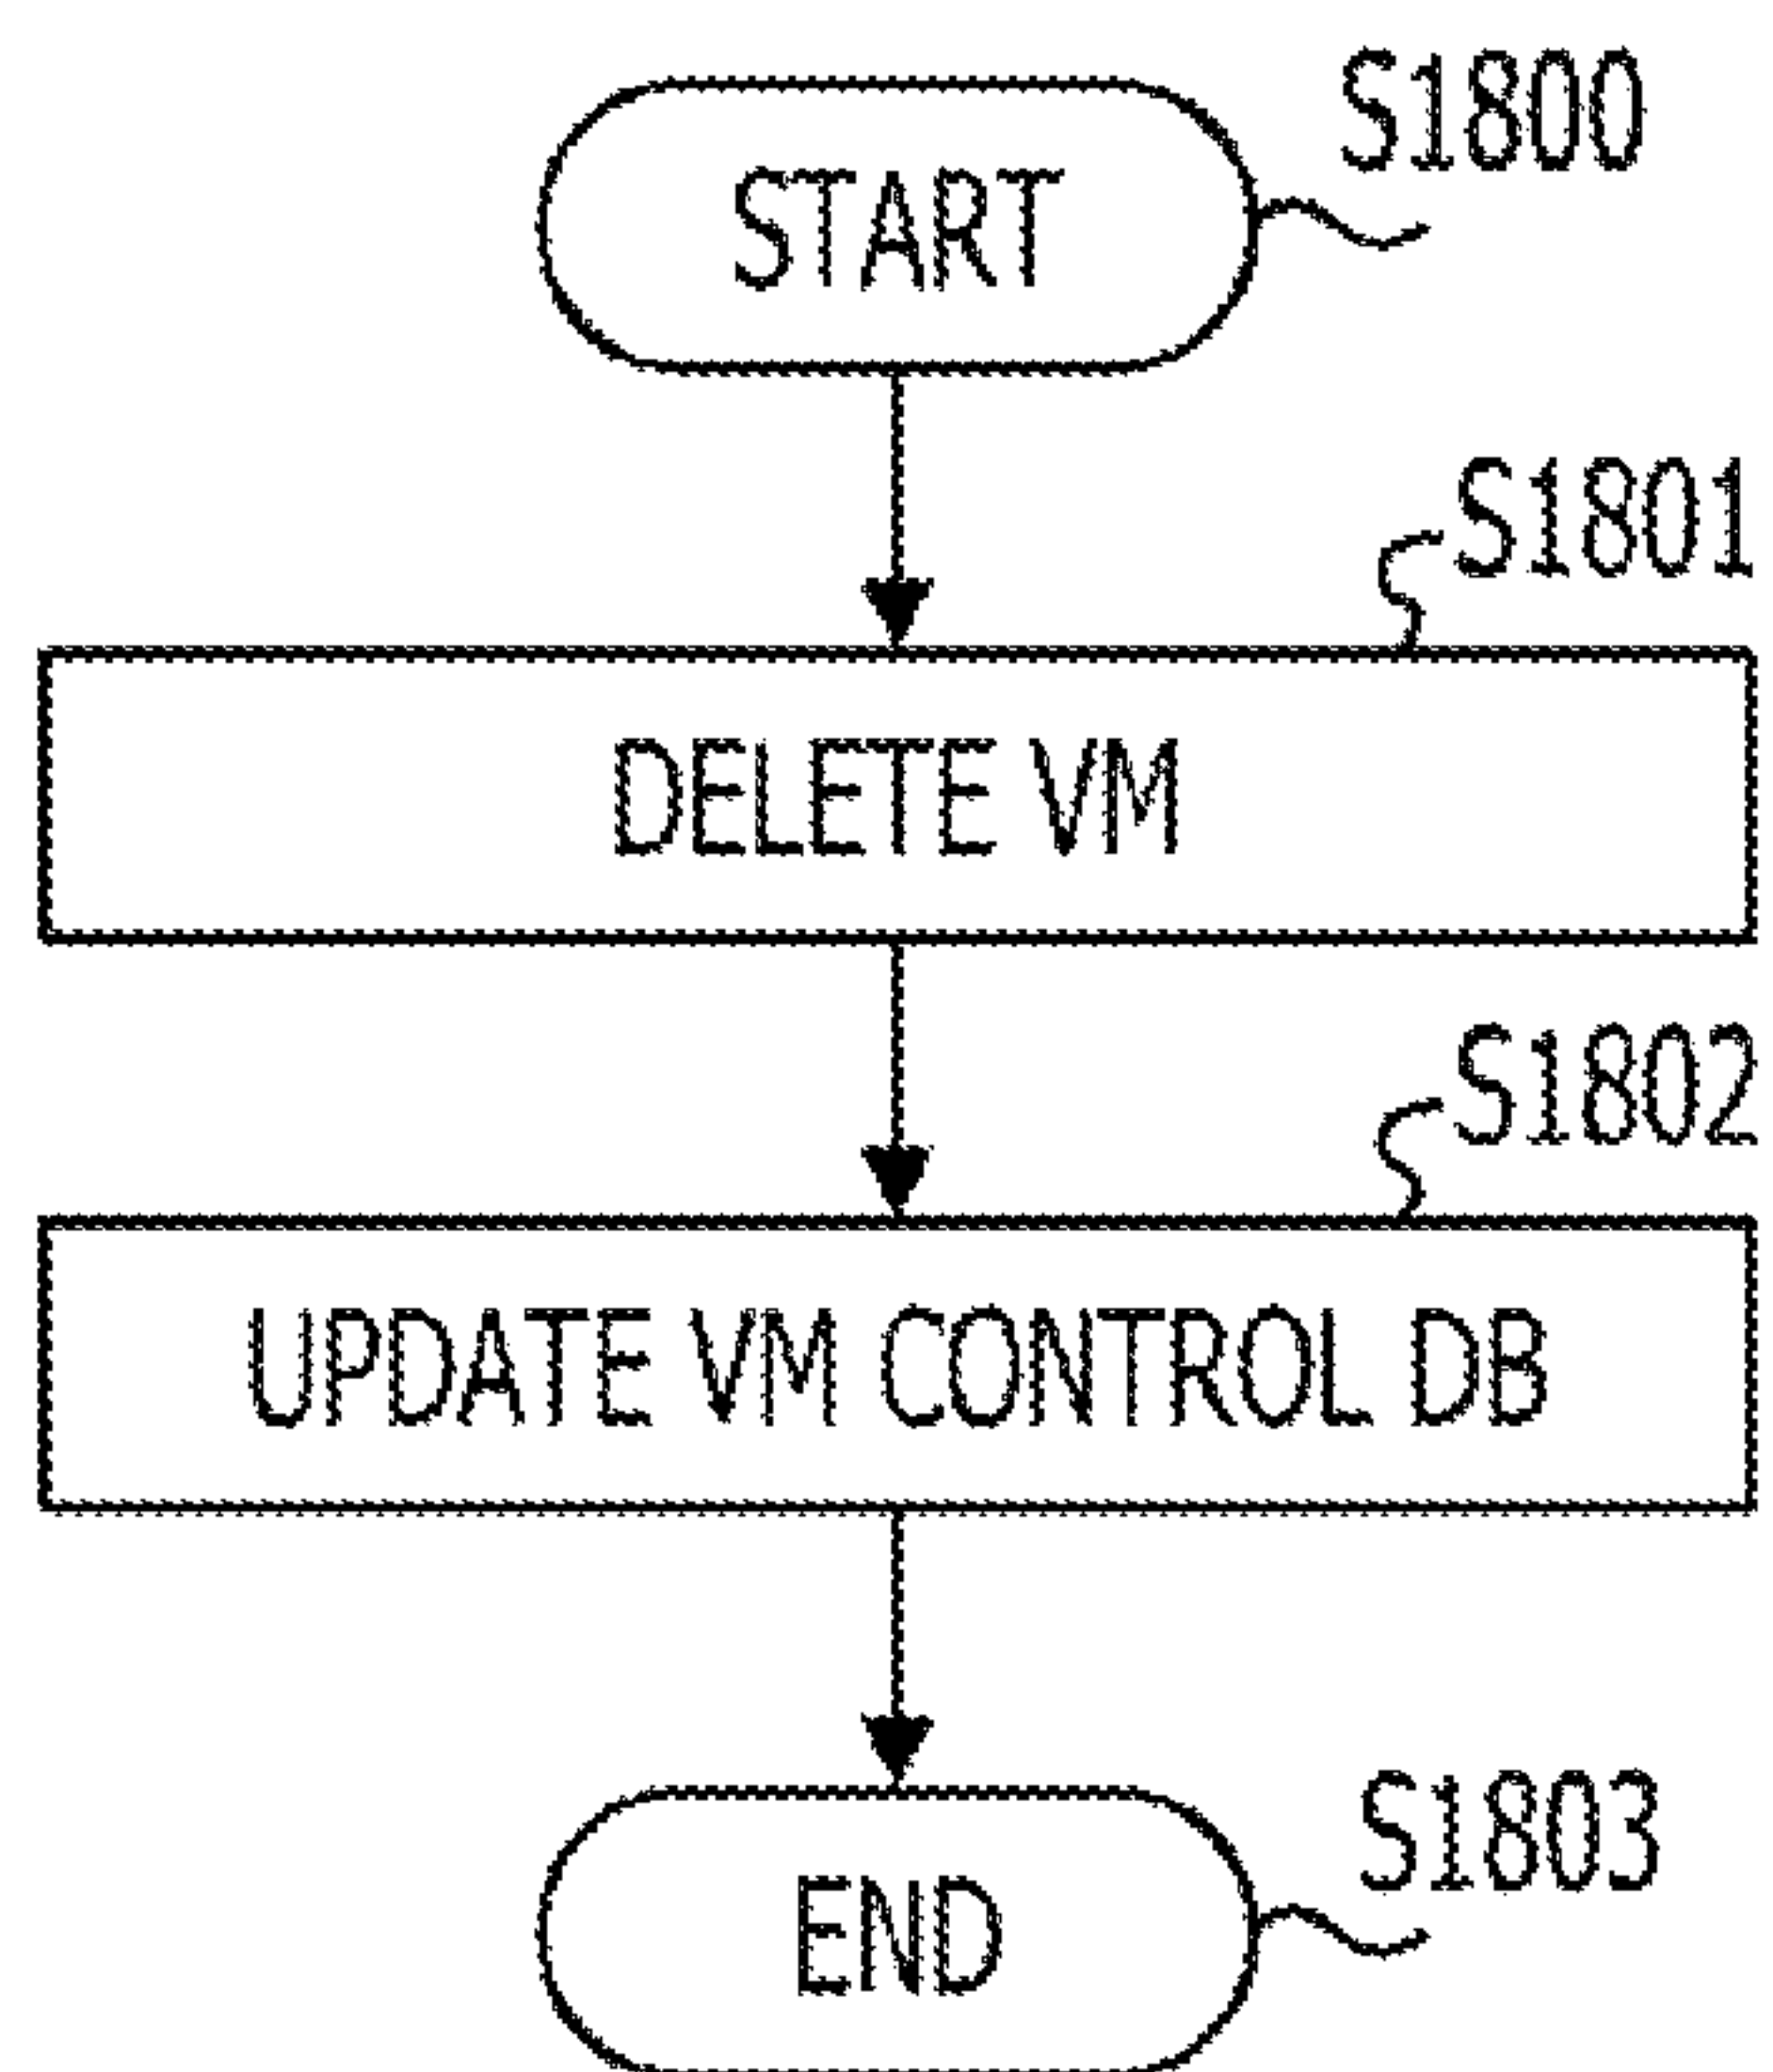 S1800
START
S1801
DELETE VM
S1802
UPDATE VM CONTROL DB
S1803
END